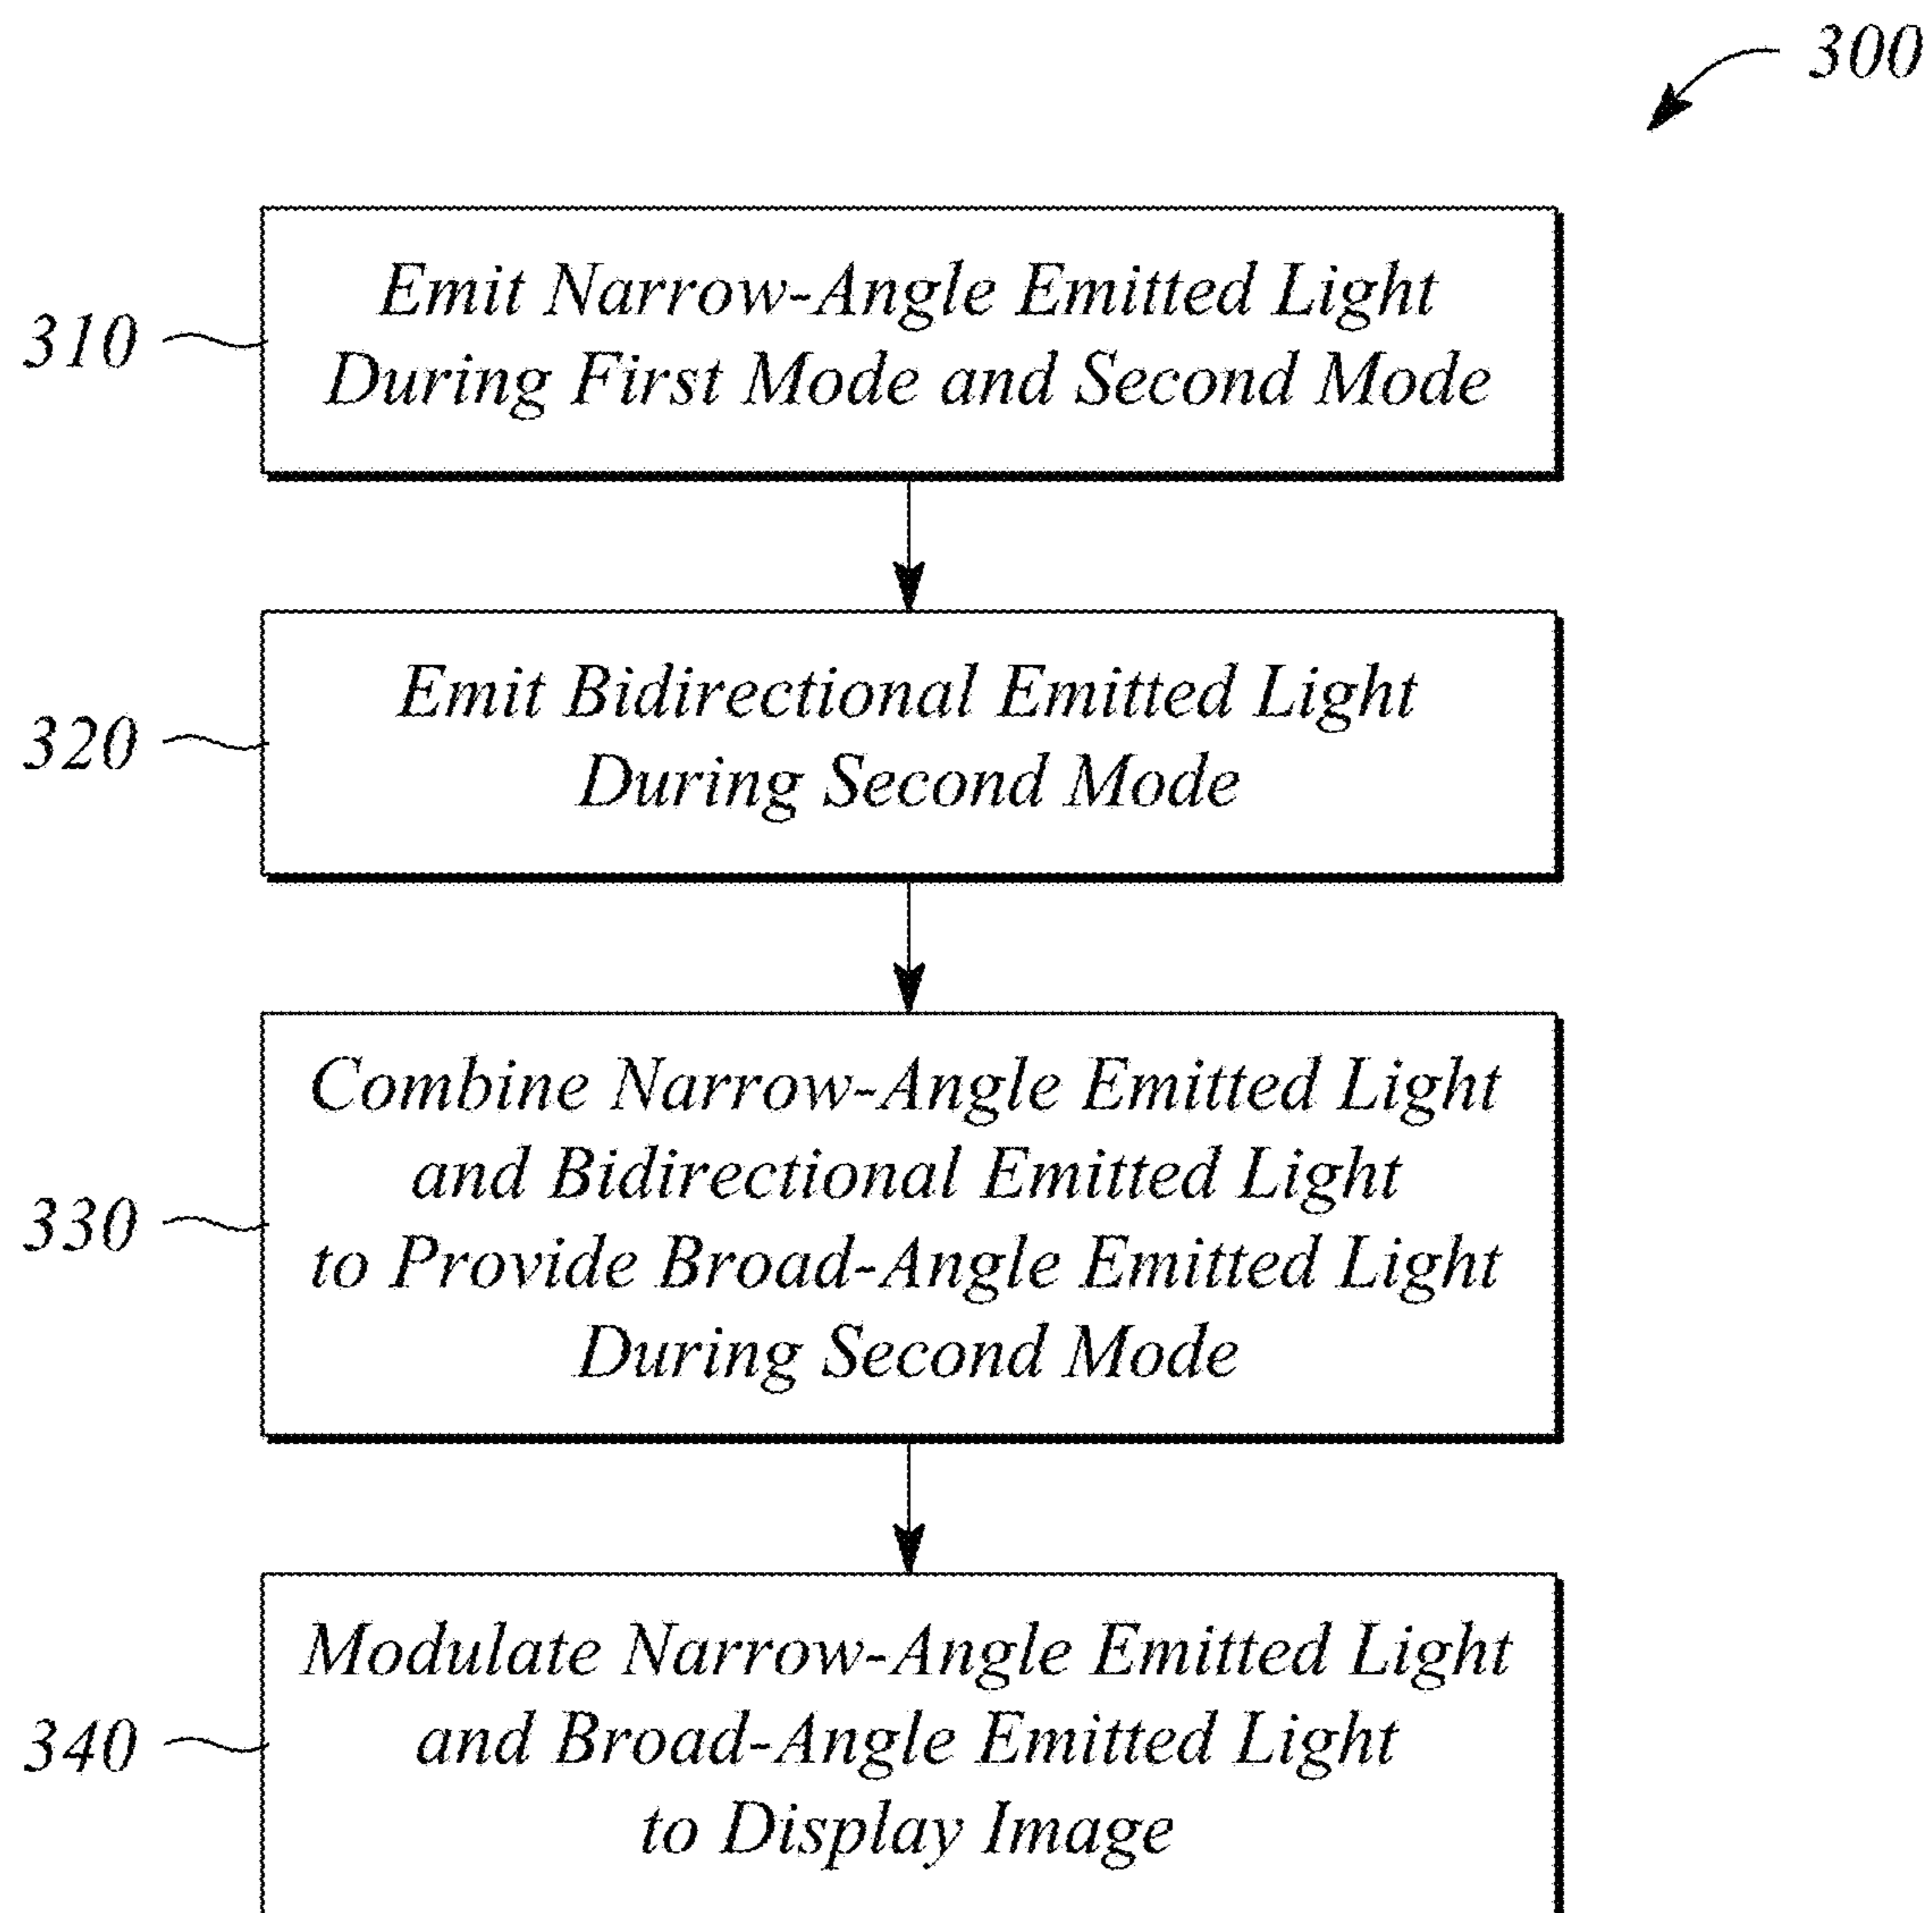 300
310
Emit Narrow-Angle Emitted Light
During First Mode and Second Mode
320
Emit Bidirectional Emitted Light
During Second Mode
330
Combine Narrow-Angle Emitted Light
and Bidirectional Emitted Light
to Provide Broad-Angle Emitted Light
During Second Mode
340
Modulate Narrow-Angle Emitted Light
and Broad-Angle Emitted Light
to Display Image